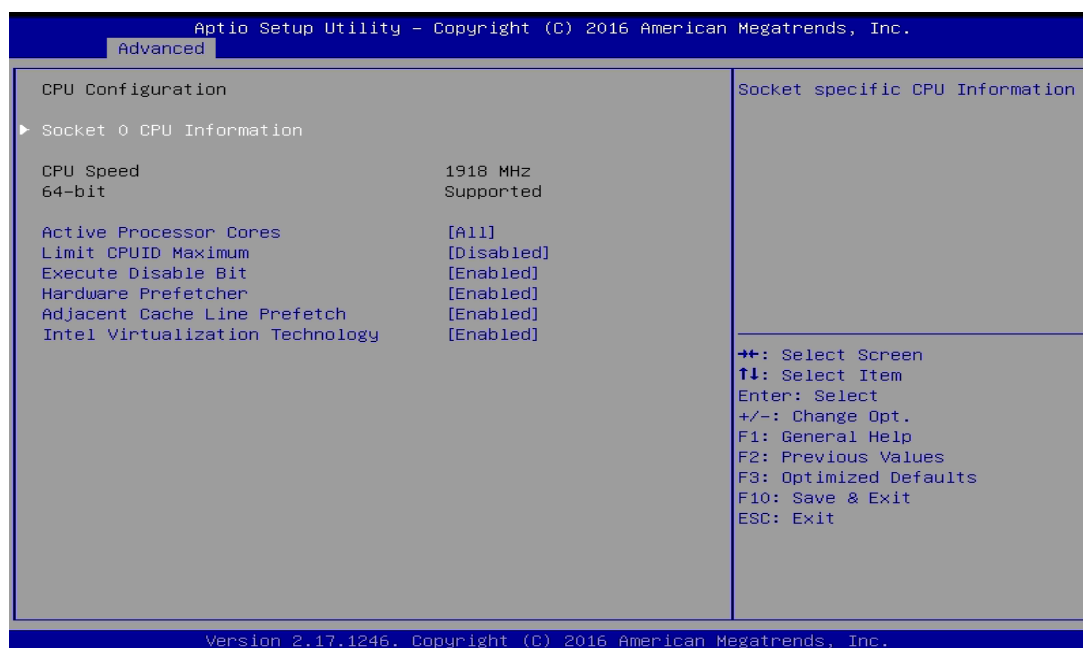 Aptio Setup Utility – Copyright (C) 2016 American Megatrends, Inc.
Advanced
CPU Configuration
Socket 0 CPU Information
CPU Speed 1918 MHz
64-bit Supported
Active Processor Cores [All]
Limit CPUID Maximum [Disabled]
Execute Disable Bit [Enabled]
Hardware Prefetcher [Enabled]
Adjacent Cache Line Prefetch [Enabled]
Intel Virtualization Technology [Enabled]
Socket specific CPU Information
→←: Select Screen
↑↓: Select Item
Enter: Select
+/-: Change Opt.
F1: General Help
F2: Previous Values
F3: Optimized Defaults
F10: Save & Exit
ESC: Exit
Version 2.17.1246. Copyright (C) 2016 American Megatrends, Inc.